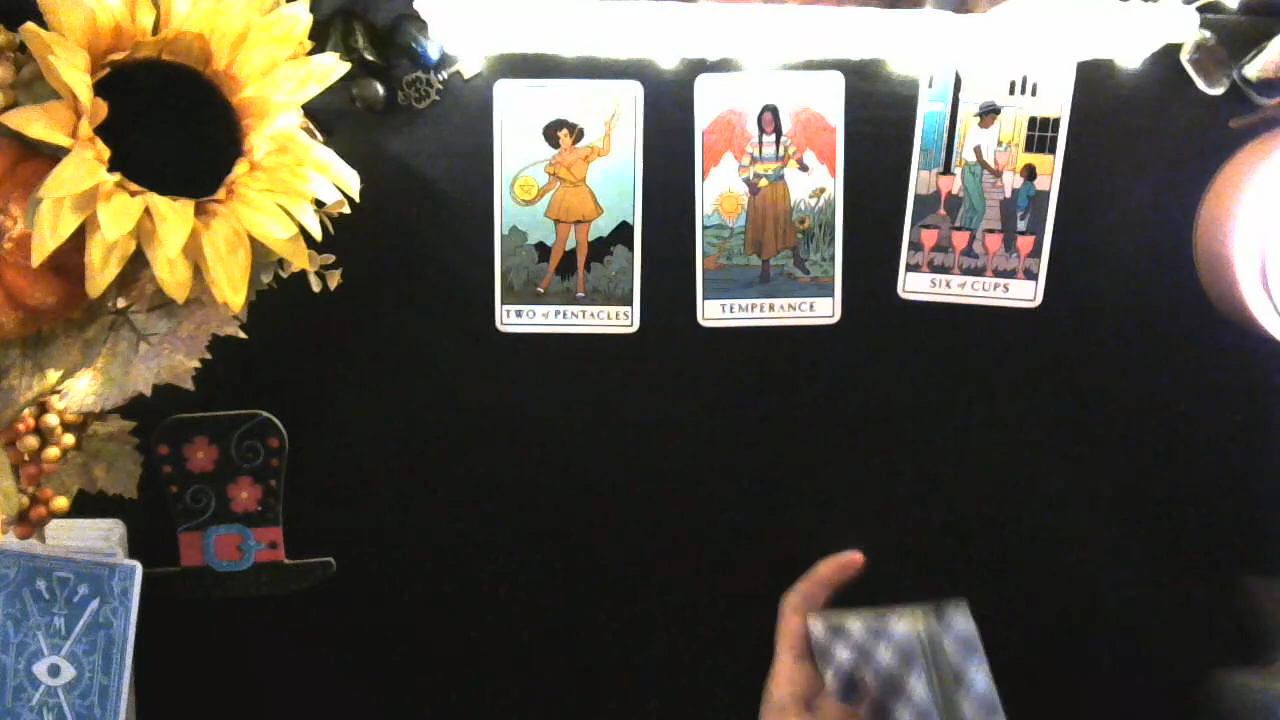 TWO of PENTACLES
TEMPERANCE
SIX of CUPS
W
M